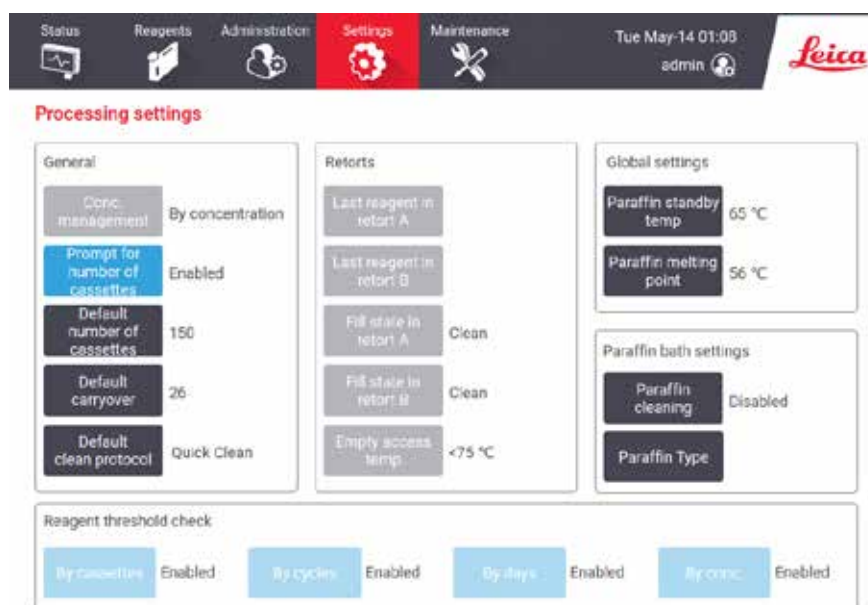 Status Reagents Administration Settings Maintenance
Tue May-14 01:08
admin
Leica
Processing settings
General
Conc.
management
By concentration
Prompt for
number of
cassettes
Enabled
Default
number of
cassettes
150
Default
carryover
26
Default
clean protocol
Quick Clean
Retorts
Last reagent in
retort A
Last reagent in
retort B
Fill state in
retort A
Clean
Fill state in
retort B
Clean
Empty access
temp
<75 °C
Global settings
Paraffin standby
temp
65 °C
Paraffin melting
point
56 °C
Paraffin bath settings
Paraffin
cleaning
Disabled
Paraffin Type
Reagent threshold check
By cassettes Enabled By cycles Enabled By days Enabled By conc. Enabled